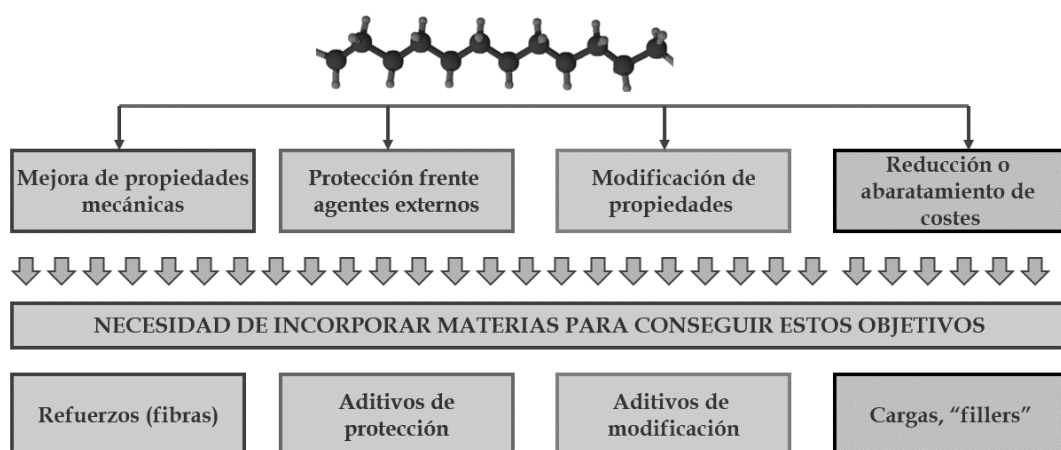 Mejora de propiedades
mecánicas
Protección frente
agentes externos
Modificación de
propiedades
Reducción o
abaratamiento de
costes
NECESIDAD DE INCORPORAR MATERIAS PARA CONSEGUIR ESTOS OBJETIVOS
Refuerzos (fibras)
Aditivos de
protección
Aditivos de
modificación
Cargas, “fillers”